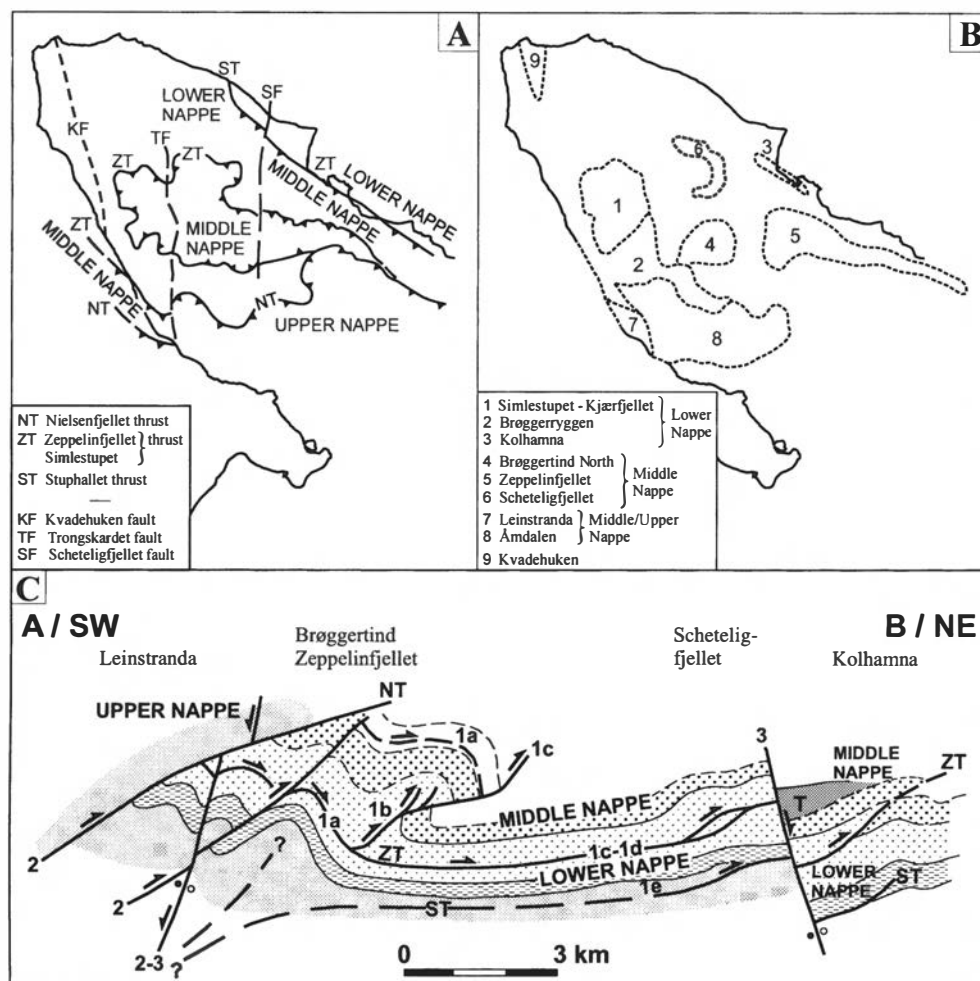 A
ST
SF
LOWER
NAPPE
KF
TF
ZT
ZT
ZT
LOWER NAPPE
MIDDLE NAPPE
ZT
MIDDLE
NAPPE
MIDDLE NAPPE
NT
NT
UPPER NAPPE
NT Nielsenfjellet thrust
ZT Zeppelinfjellet } thrust
Simlestupet
ST Stuphallet thrust
—
KF Kvadehuken fault
TF Trongskardet fault
SF Scheteligfjellet fault
B
9
6
3
1
4
5
2
7
8
1 Simlestupet - Kjærfjellet } Lower
2 Brøggerryggen Nappe
3 Kolhamna
4 Brøggertind North } Middle
5 Zeppelinfjellet Nappe
6 Scheteligfjellet
7 Leinstranda } Middle/Upper
8 Åmdalen Nappe
9 Kvadehuken
C
A / SW
B / NE
Leinstranda
Brøggertind
Zeppelinfjellet
Schetelig-
fjellet
Kolhamna
UPPER NAPPE
NT
1a
1c
3
MIDDLE
NAPPE
ZT
T
1b
1a
MIDDLE NAPPE
ZT
1c-1d
LOWER NAPPE
1e
LOWER
NAPPE
ST
2
?
2
ST
2-3
?
0 3 km